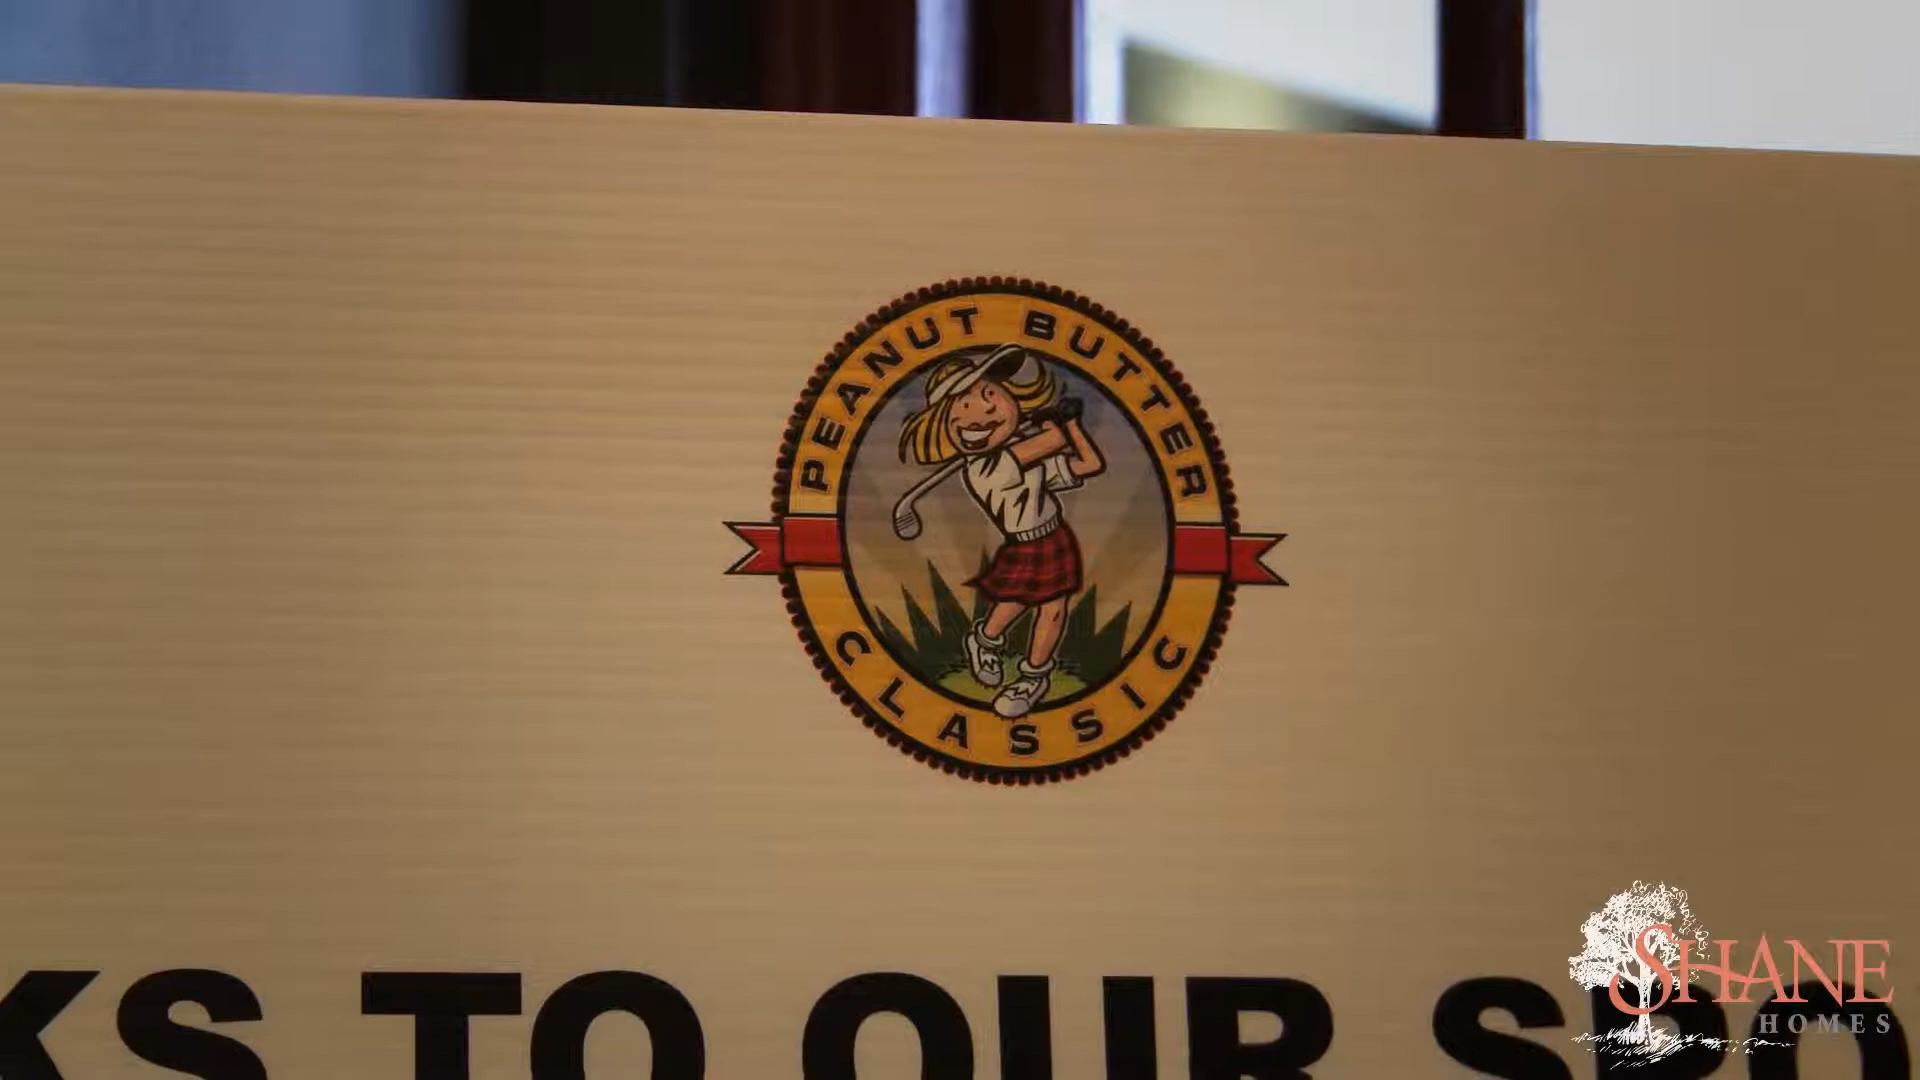 PEANUT BUTTER
CLASSIC
KS TO OUR SPO
SHANE
HOMES